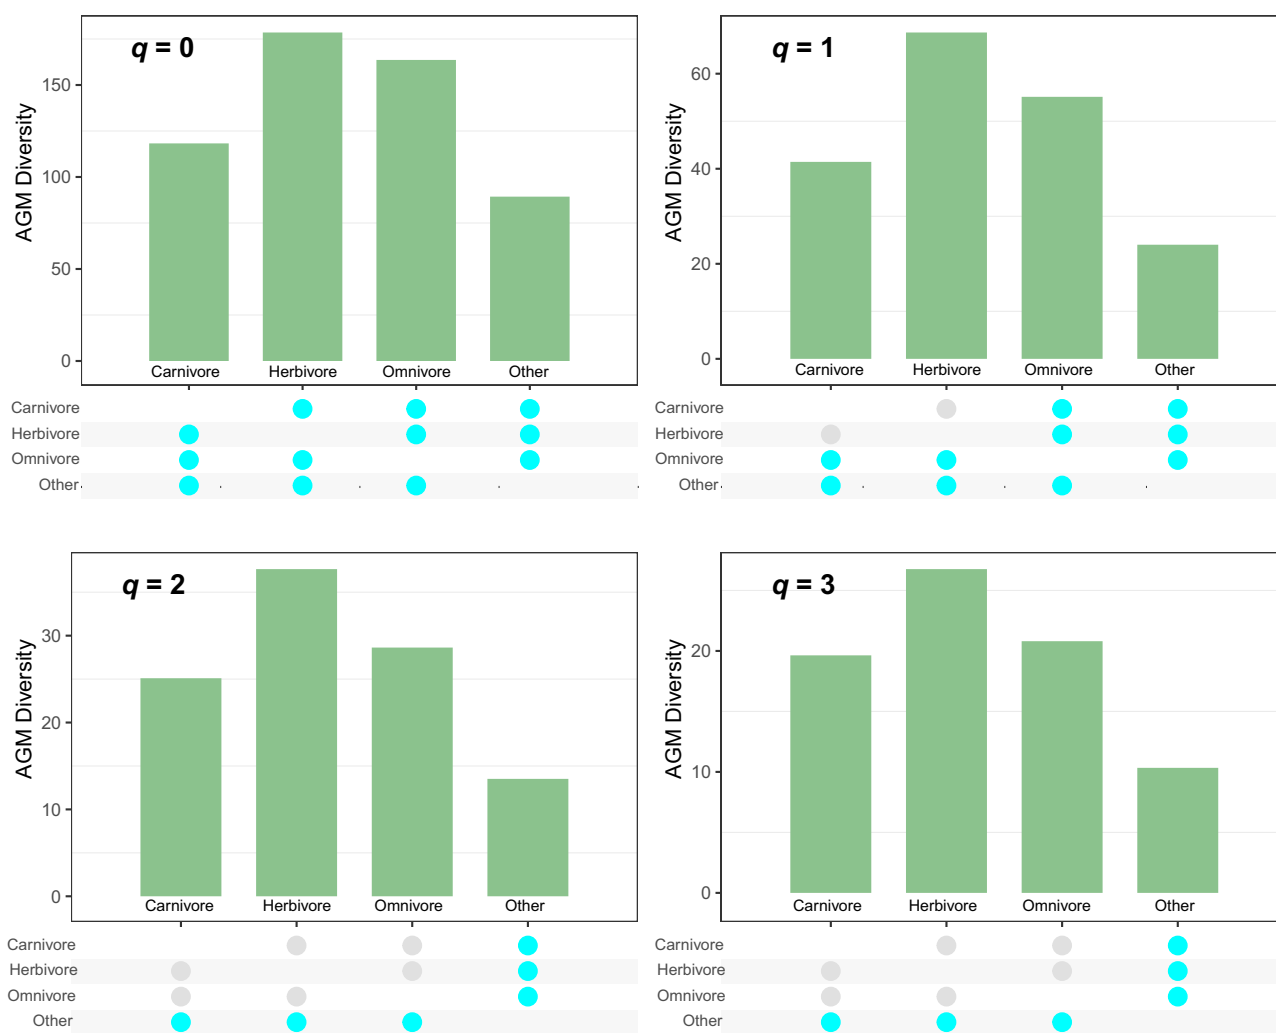 q = 0
AGM Diversity
150
100
50
0
Carnivore Herbivore Omnivore Other
Carnivore
Herbivore
Omnivore
Other
q = 1
AGM Diversity
60
40
20
0
Carnivore Herbivore Omnivore Other
Carnivore
Herbivore
Omnivore
Other
q = 2
AGM Diversity
30
20
10
0
Carnivore Herbivore Omnivore Other
Carnivore
Herbivore
Omnivore
Other
q = 3
AGM Diversity
20
10
0
Carnivore Herbivore Omnivore Other
Carnivore
Herbivore
Omnivore
Other